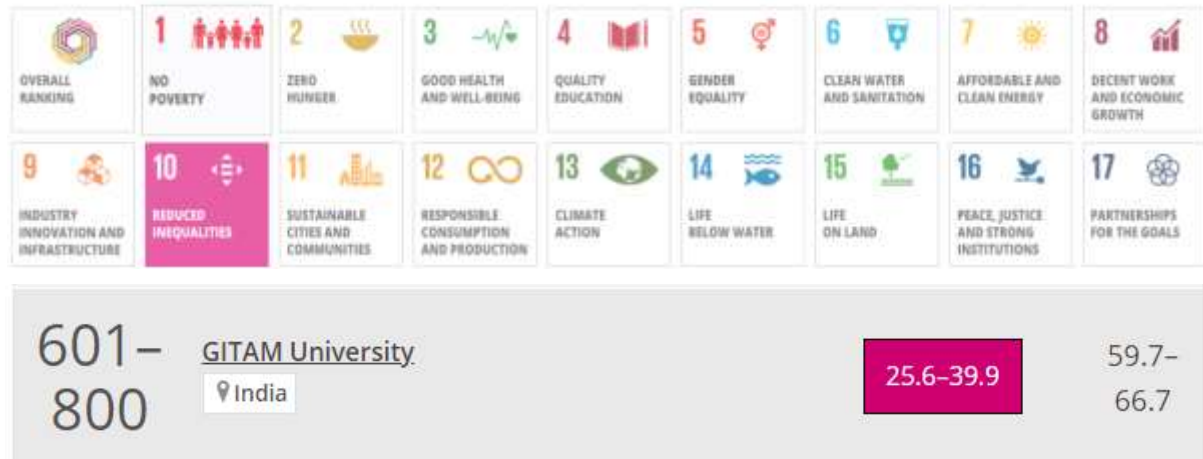 OVERALL
RANKING
1
NO
POVERTY
2
ZERO
HUNGER
3
GOOD HEALTH
AND WELL-BEING
4
QUALITY
EDUCATION
5
GENDER
EQUALITY
6
CLEAN WATER
AND SANITATION
7
AFFORDABLE AND
CLEAN ENERGY
8
DECENT WORK
AND ECONOMIC
GROWTH
9
INDUSTRY
INNOVATION AND
INFRASTRUCTURE
10
REDUCED
INEQUALITIES
11
SUSTAINABLE
CITIES AND
COMMUNITIES
12
RESPONSIBLE
CONSUMPTION
AND PRODUCTION
13
CLIMATE
ACTION
14
LIFE
BELOW WATER
15
LIFE
ON LAND
16
PEACE, JUSTICE
AND STRONG
INSTITUTIONS
17
PARTNERSHIPS
FOR THE GOALS
601–
800
GITAM University
India
25.6–39.9
59.7–
66.7